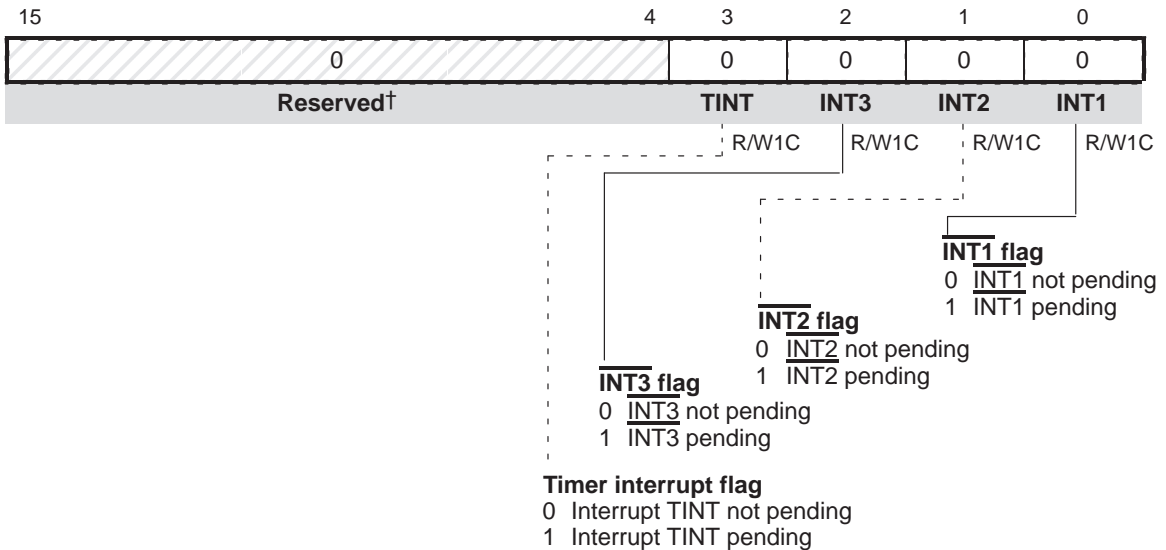 15 4 3 2 1 0
0 0 0 0 0
Reserved† TINT INT3 INT2 INT1
R/W1C R/W1C R/W1C R/W1C
INT1 flag
0 INT1 not pending
1 INT1 pending
INT2 flag
0 INT2 not pending
1 INT2 pending
INT3 flag
0 INT3 not pending
1 INT3 pending
Timer interrupt flag
0 Interrupt TINT not pending
1 Interrupt TINT pending